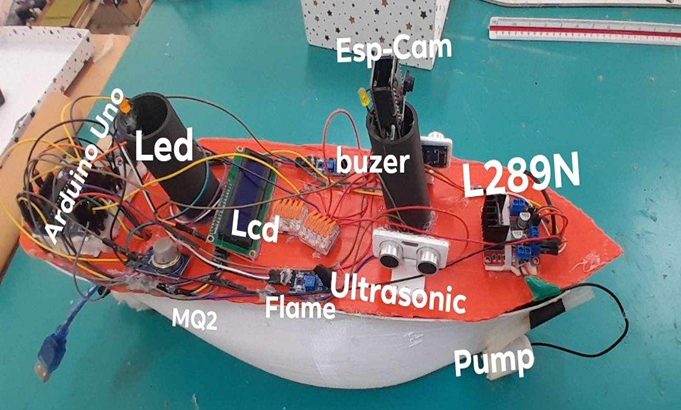 Esp-Cam
Arduino Uno
Led
buzer
L289N
Lcd
Ultrasonic
Flame
MQ2
Pump